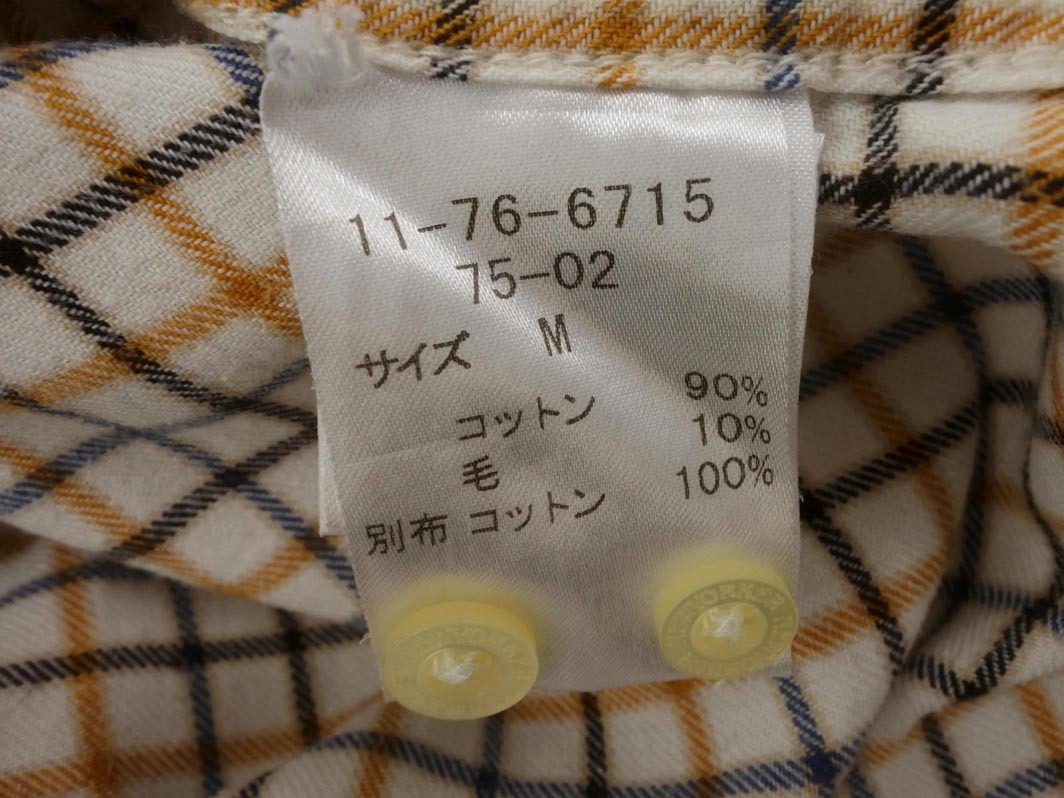 11-76-6715
75-02
サイズ M
コットン 90%
毛 10%
別布 コットン 100%
NEWYORKER